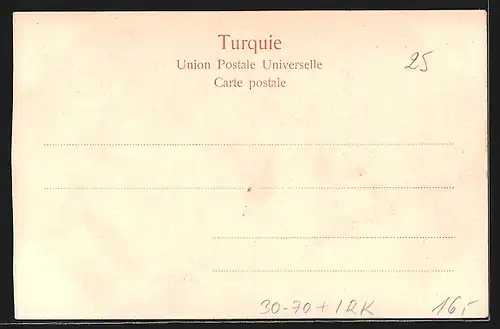 Turquie
Union Postale Universelle
Carte postale
25
30-70+1RK 16,-